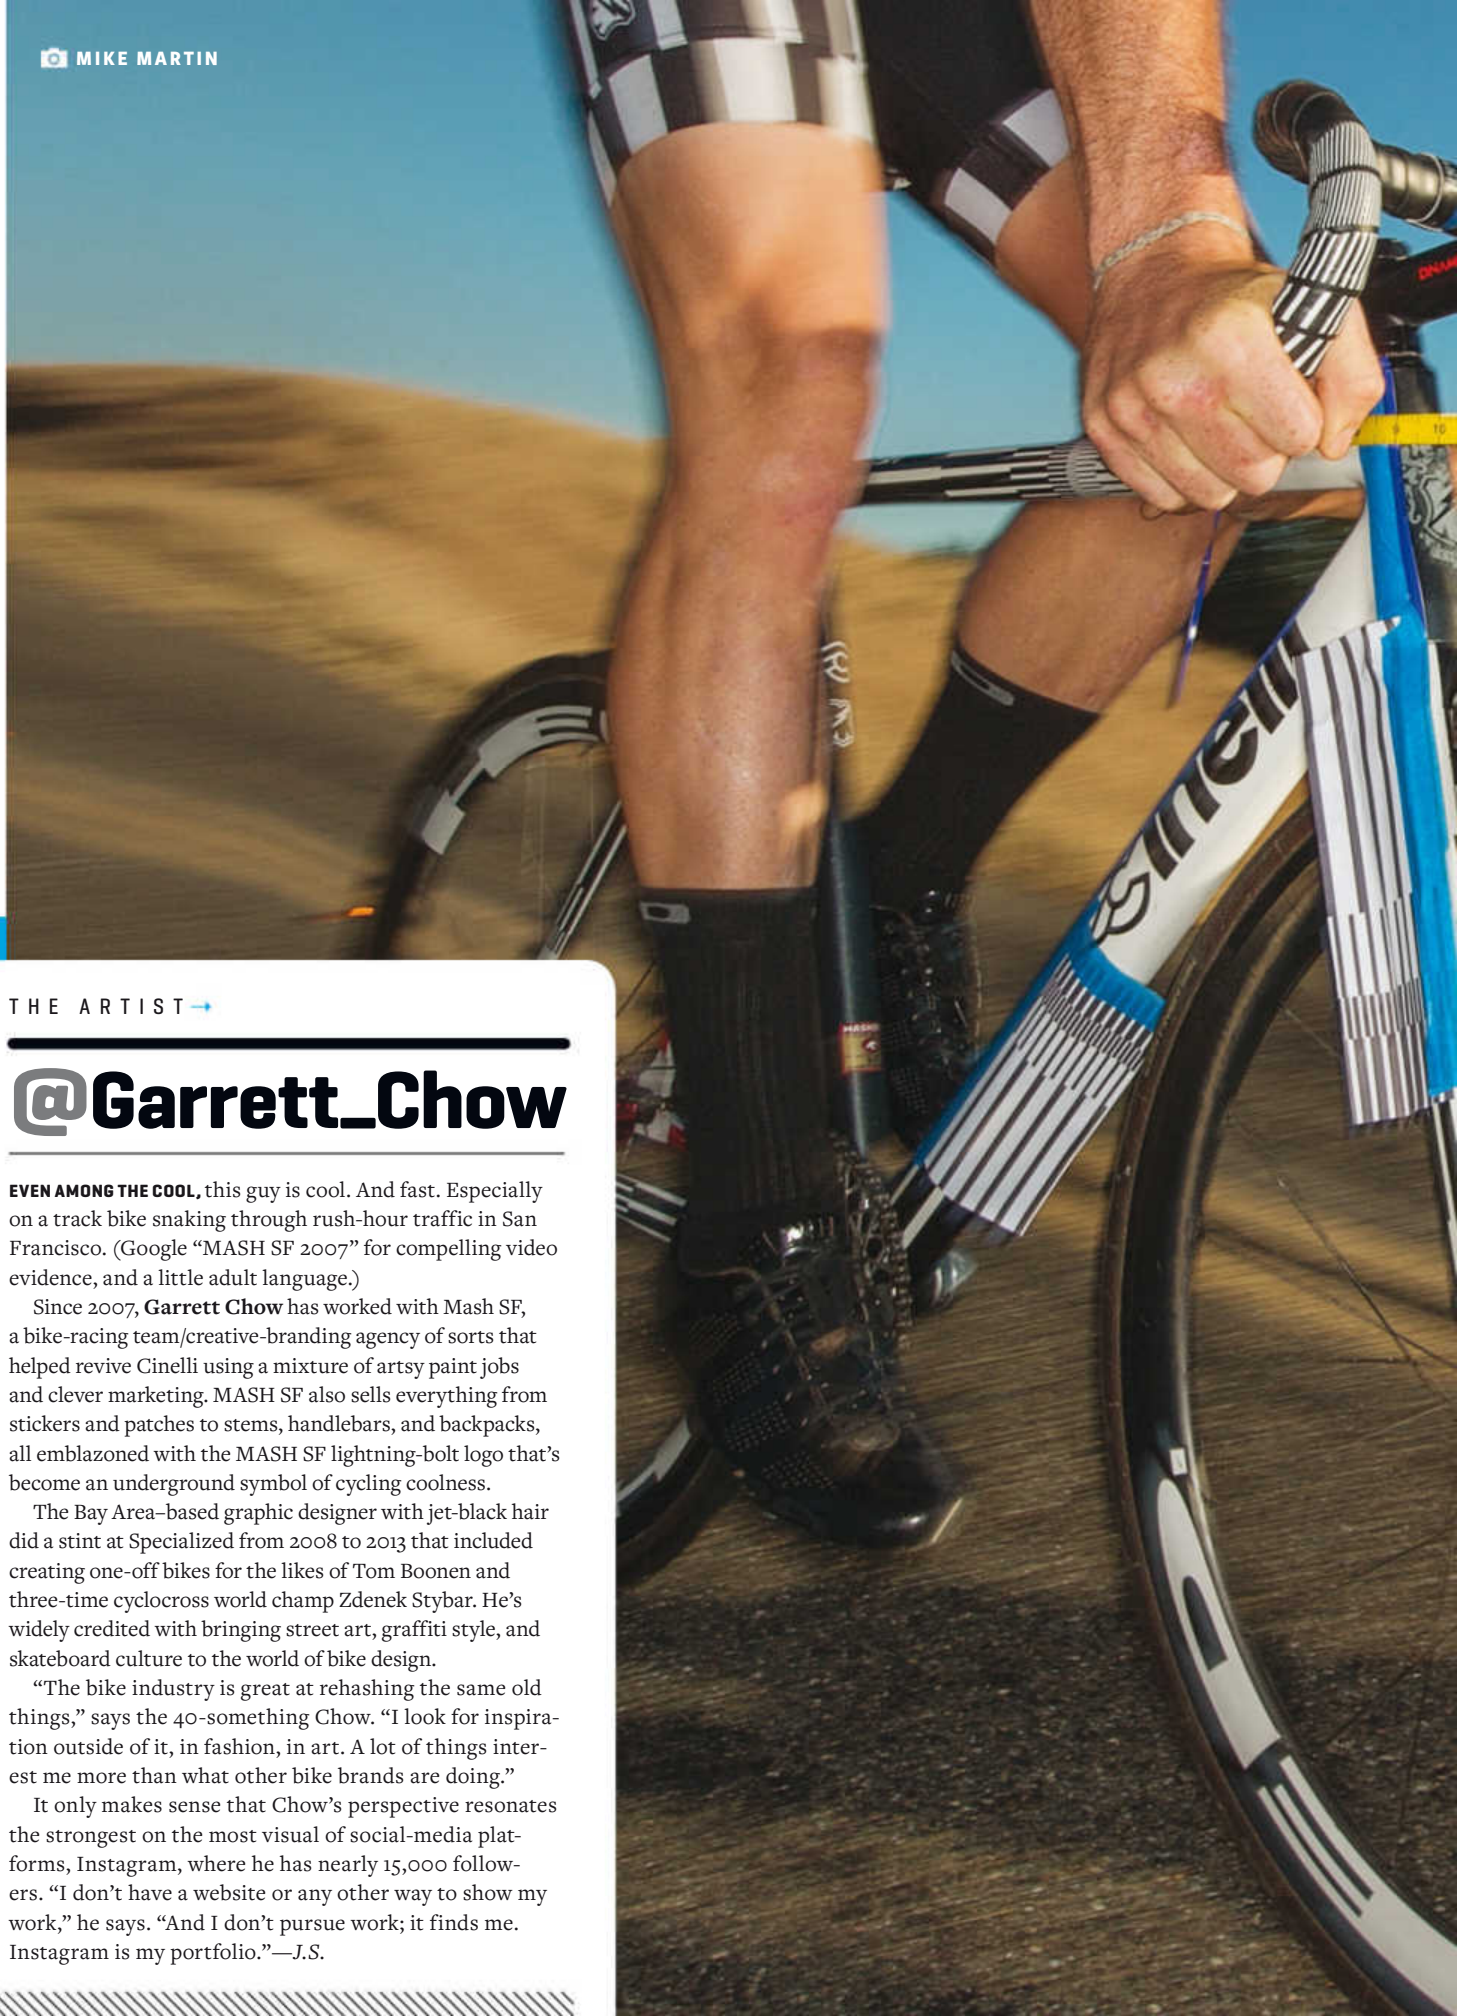 MIKE MARTIN
DNAM
9 10
cinelli
MASH
THE ARTIST→
@Garrett_Chow
EVEN AMONG THE COOL, this guy is cool. And fast. Especially
on a track bike snaking through rush-hour traffic in San
Francisco. (Google “MASH SF 2007” for compelling video
evidence, and a little adult language.)
Since 2007, Garrett Chow has worked with Mash SF,
a bike-racing team/creative-branding agency of sorts that
helped revive Cinelli using a mixture of artsy paint jobs
and clever marketing. MASH SF also sells everything from
stickers and patches to stems, handlebars, and backpacks,
all emblazoned with the MASH SF lightning-bolt logo that’s
become an underground symbol of cycling coolness.
The Bay Area–based graphic designer with jet-black hair
did a stint at Specialized from 2008 to 2013 that included
creating one-off bikes for the likes of Tom Boonen and
three-time cyclocross world champ Zdenek Stybar. He’s
widely credited with bringing street art, graffiti style, and
skateboard culture to the world of bike design.
“The bike industry is great at rehashing the same old
things,” says the 40-something Chow. “I look for inspira-
tion outside of it, in fashion, in art. A lot of things inter-
est me more than what other bike brands are doing.”
It only makes sense that Chow’s perspective resonates
the strongest on the most visual of social-media plat-
forms, Instagram, where he has nearly 15,000 follow-
ers. “I don’t have a website or any other way to show my
work,” he says. “And I don’t pursue work; it finds me.
Instagram is my portfolio.”—J.S.